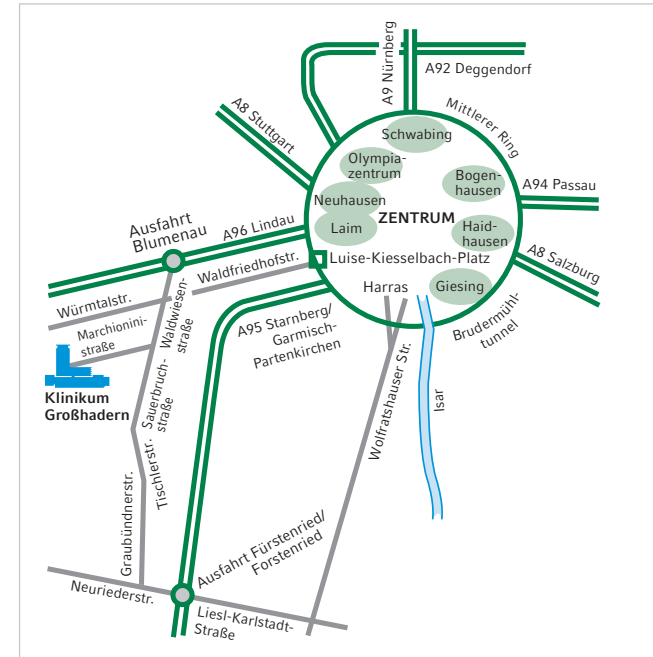 A9 Nürnberg
A92 Deggendorf
A8 Stuttgart
Mittlerer Ring
Schwabing
Olympia-
zentrum
Bogen-
hausen
A94 Passau
Neuhausen
ZENTRUM
Laim
Haid-
hausen
Ausfahrt
Blumenau
A96 Lindau
Waldfriedhofstr.
Luise-Kiesselbach-Platz
A8 Salzburg
Harras
Giesing
Würmtalstr.
Marchionini-
straße
Waldwiesen-
straße
A95 Starnberg/
Garmisch-
Partenkirchen
Brudermühl-
tunnel
Klinikum
Großhadern
Sauerbruch-
straße
Wolfratshauser Str.
Isar
Tischlerstr.
Graubündnerstr.
Ausfahrt Fürstenried/
Forstenried
Neuriederstr.
Liesl-Karlstadt-
Straße